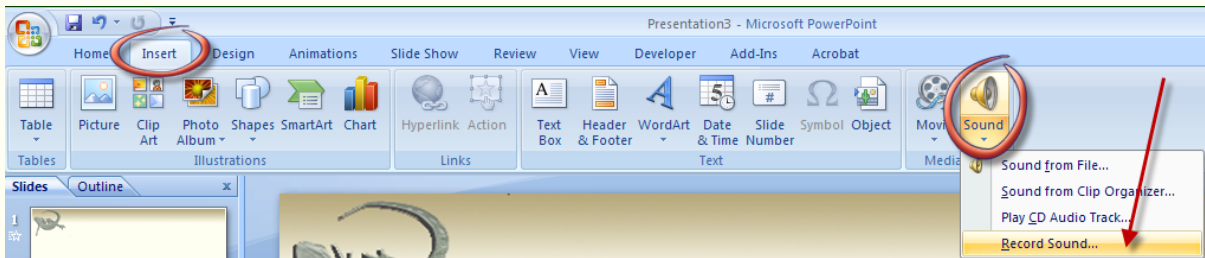 Presentation3 - Microsoft PowerPoint
Home Insert Design Animations Slide Show Review View Developer Add-Ins Acrobat
Table Picture Clip Art Photo Album Shapes SmartArt Chart Hyperlink Action Text Box Header & Footer WordArt Date & Time Slide Number Symbol Object Movie Sound
Tables Illustrations Links Text Media
Sound from File...
Sound from Clip Organizer...
Play CD Audio Track...
Record Sound...
Slides Outline x
1